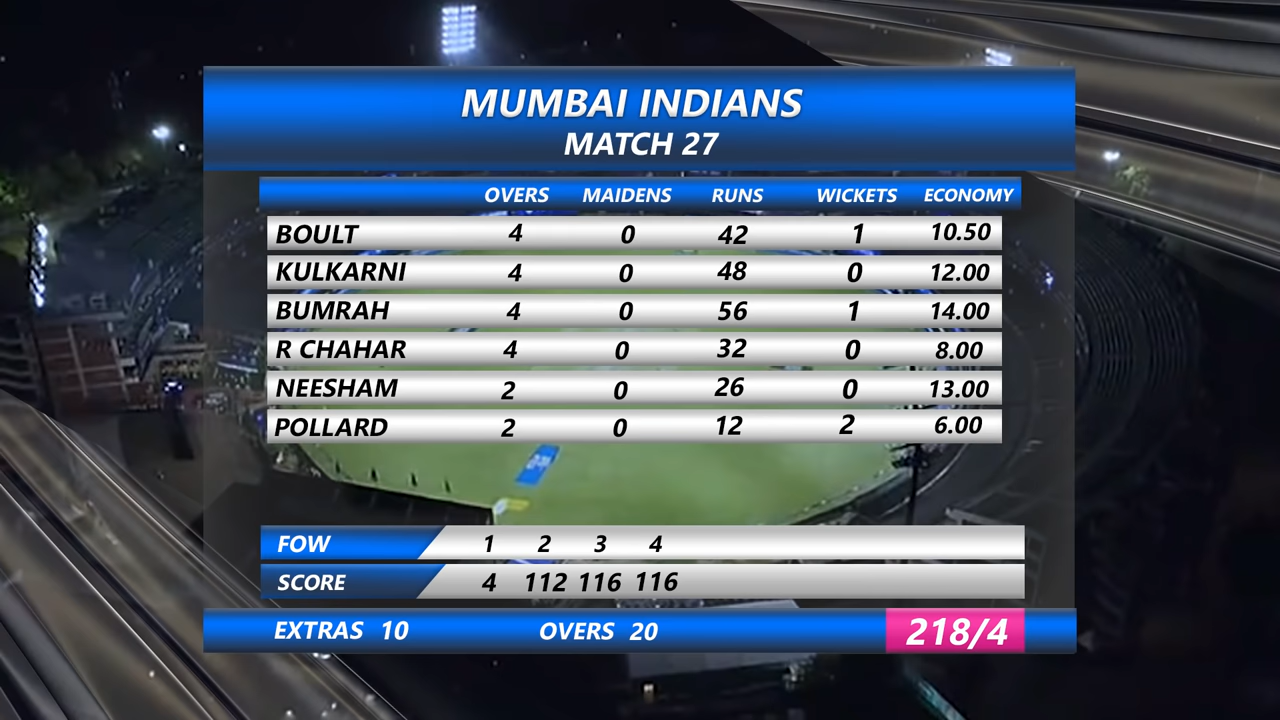 MUMBAI INDIANS
MATCH 27
OVERS MAIDENS RUNS WICKETS ECONOMY
BOULT 4 0 42 1 10.50
KULKARNI 4 0 48 0 12.00
BUMRAH 4 0 56 1 14.00
R CHAHAR 4 0 32 0 8.00
NEESHAM 2 0 26 0 13.00
POLLARD 2 0 12 2 6.00
FOW 1 2 3 4
SCORE 4 112 116 116
EXTRAS 10 OVERS 20 218/4